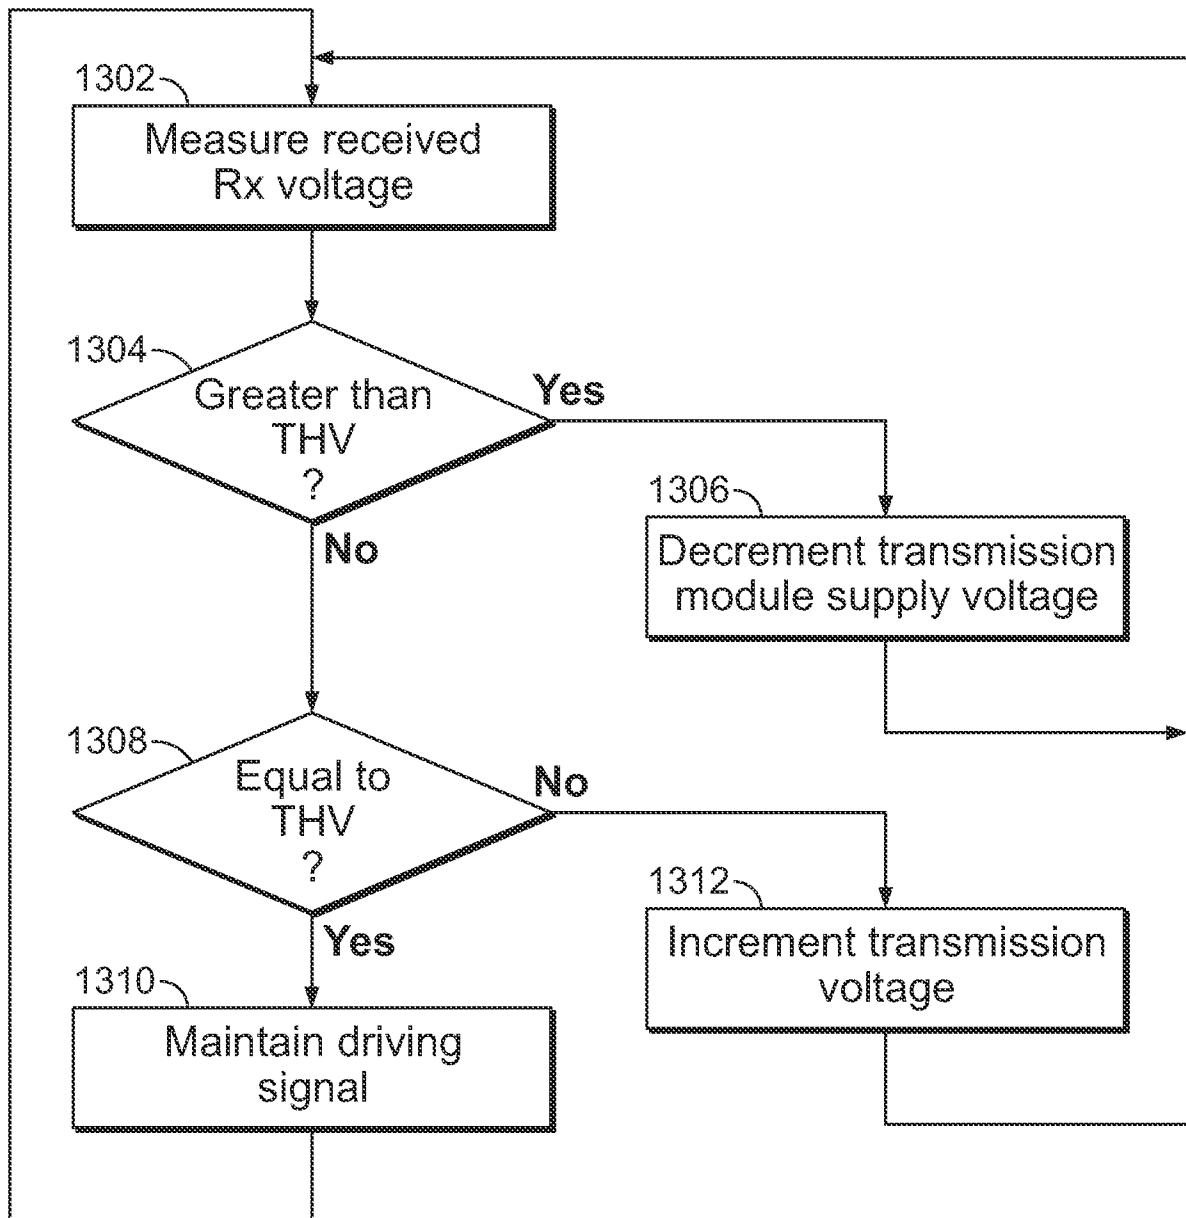 1302
Measure received
Rx voltage
1304
Greater than
THV
?
Yes
No
1306
Decrement transmission
module supply voltage
1308
Equal to
THV
?
No
Yes
1312
Increment transmission
voltage
1310
Maintain driving
signal